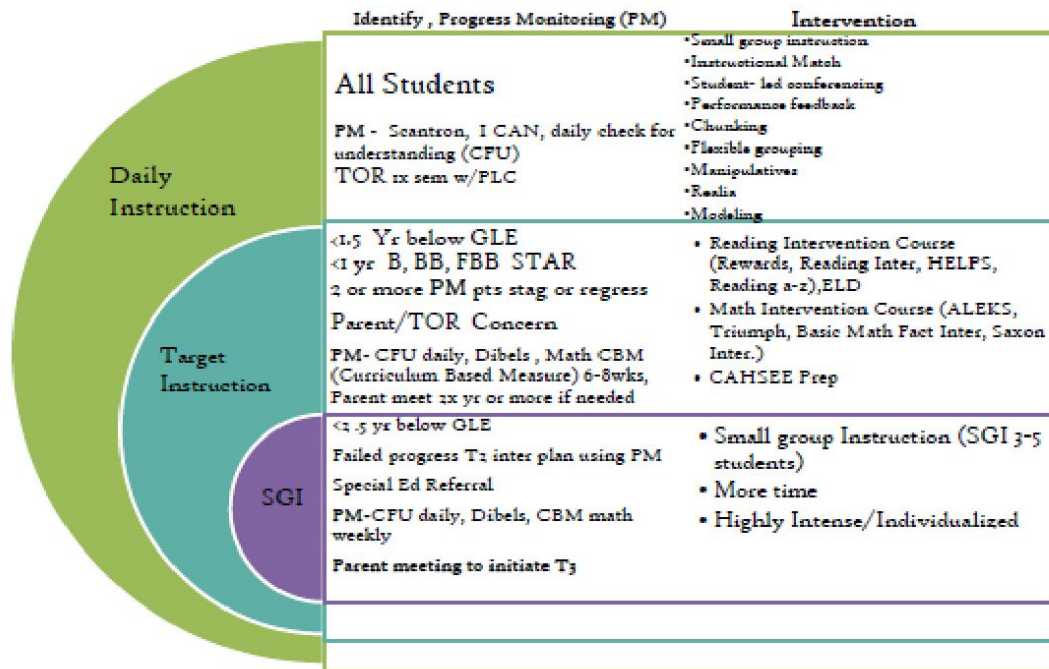 Identify , Progress Monitoring (PM)
Intervention
Daily
Instruction
All Students
PM - Scantron, I CAN, daily check for
understanding (CFU)
TOR 1x sem w/PLC
•Small group instruction
•Instructional Match
•Student- led conferencing
•Performance feedback
•Chunking
•Flexible grouping
•Manipulatives
•Realia
•Modeling
Target
Instruction
<1.5 Yr below GLE
<1 yr B, BB, FBB STAR
2 or more PM pts stag or regress
Parent/TOR Concern
PM- CFU daily, Dibels , Math CBM
(Curriculum Based Measure) 6-8wks,
Parent meet 2x yr or more if needed
• Reading Intervention Course
(Rewards, Reading Inter, HELPS,
Reading a-z),ELD
• Math Intervention Course (ALEKS,
Triumph, Basic Math Fact Inter, Saxon
Inter.)
• CAHSEE Prep
SGI
<2 .5 yr below GLE
Failed progress T2 inter plan using PM
Special Ed Referral
PM-CFU daily, Dibels, CBM math
weekly
Parent meeting to initiate T3
• Small group Instruction (SGI 3-5
students)
• More time
• Highly Intense/Individualized